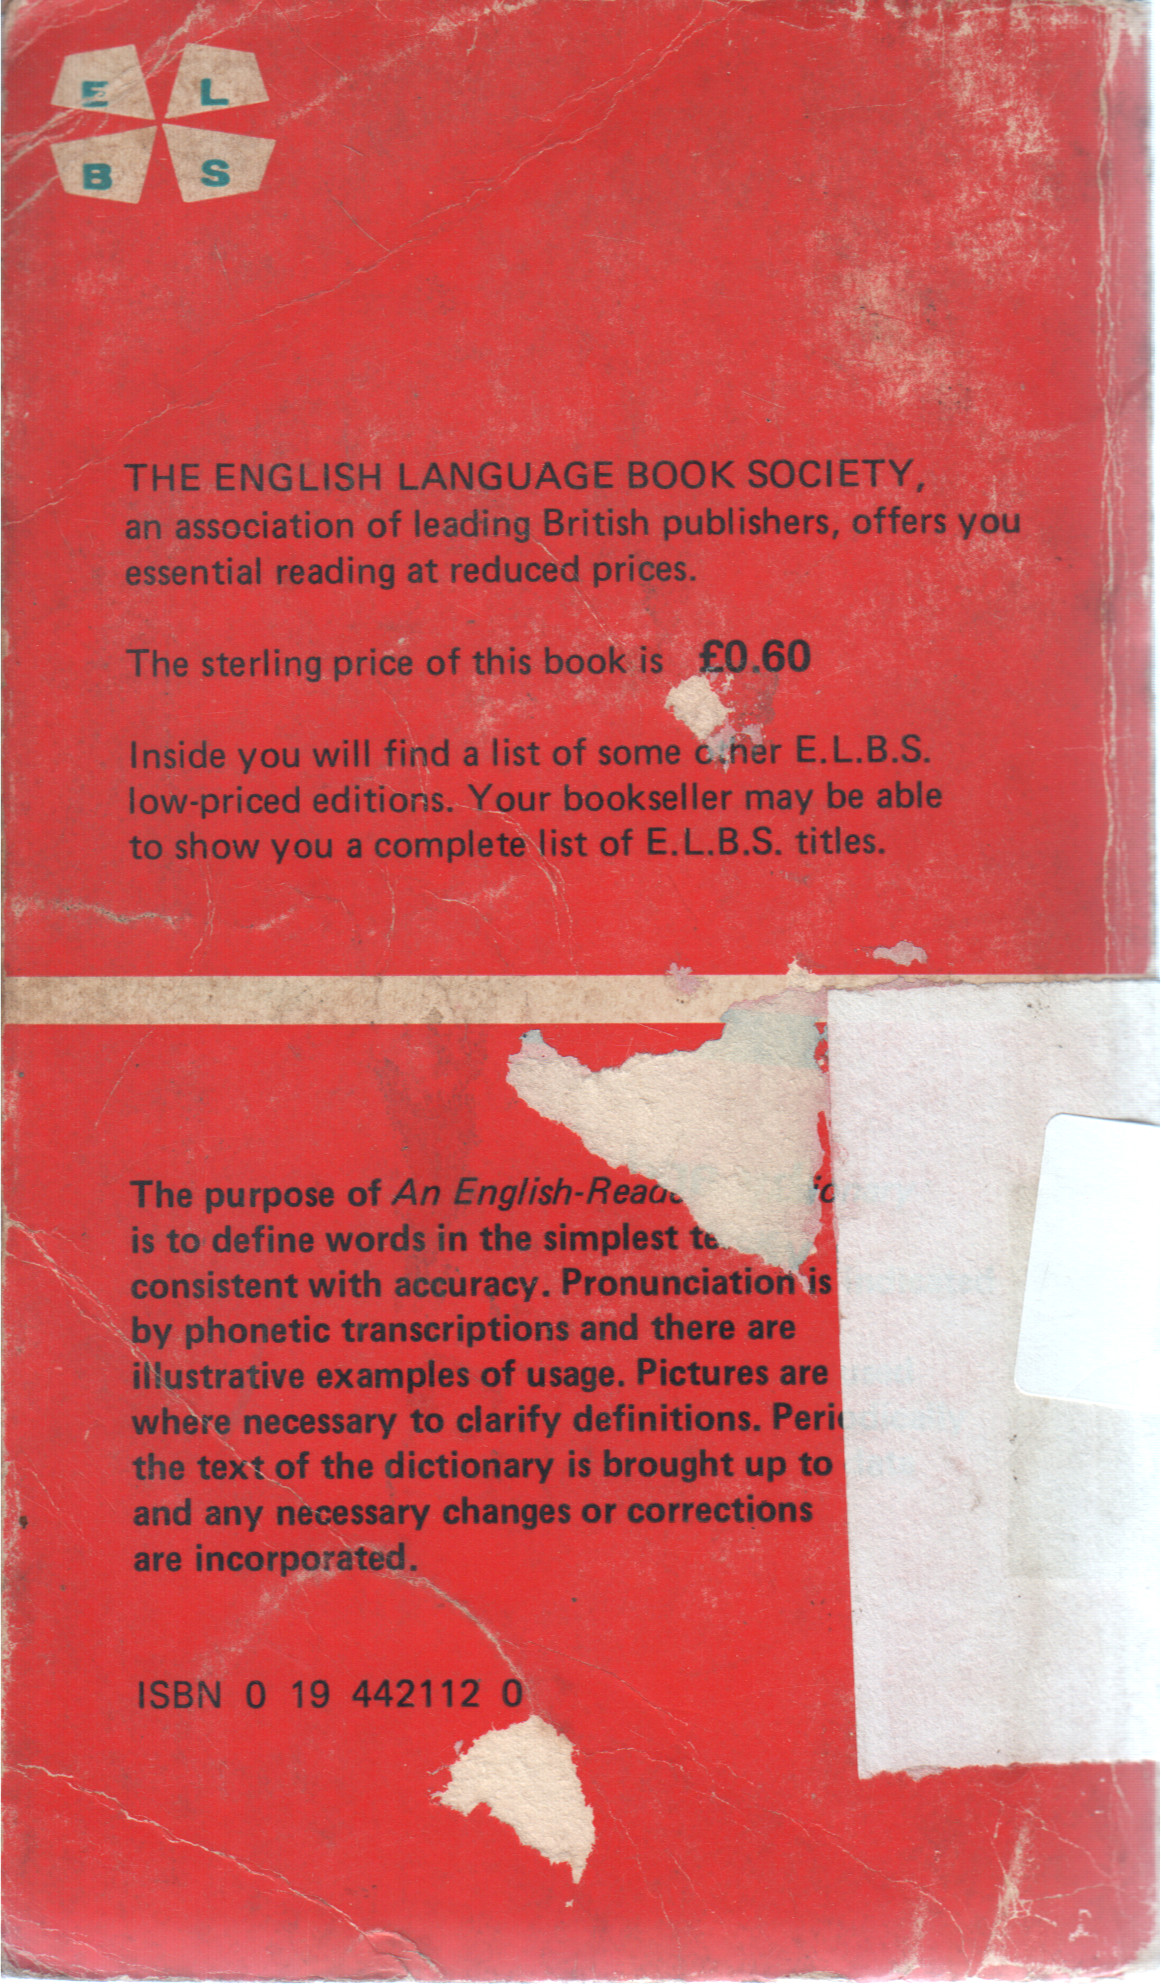 E L
B S
THE ENGLISH LANGUAGE BOOK SOCIETY,
an association of leading British publishers, offers you
essential reading at reduced prices.
The sterling price of this book is £0.60
Inside you will find a list of some other E.L.B.S.
low-priced editions. Your bookseller may be able
to show you a complete list of E.L.B.S. titles.
The purpose of An English-Reade
is to define words in the simplest te
consistent with accuracy. Pronunciation is
by phonetic transcriptions and there are
illustrative examples of usage. Pictures are
where necessary to clarify definitions. Peri
the text of the dictionary is brought up to
and any necessary changes or corrections
are incorporated.
ISBN 0 19 442112 0